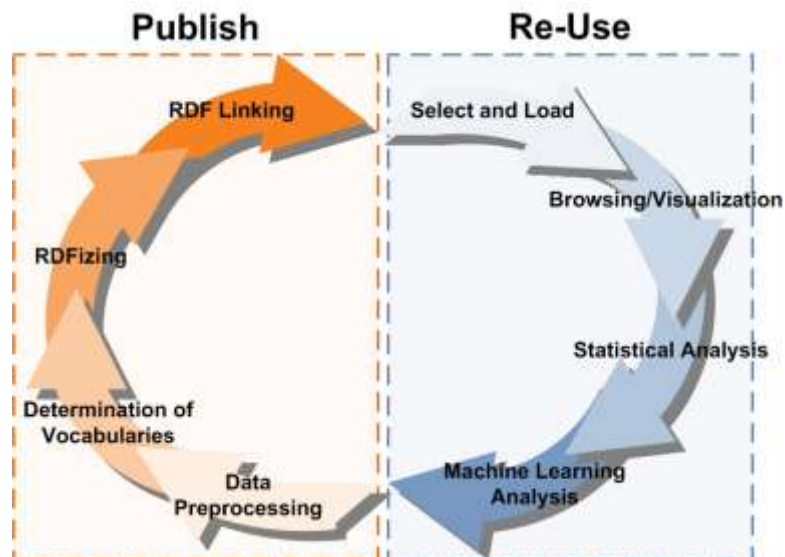 Publish
Re-Use
RDF Linking
Select and Load
Browsing/Visualization
RDFizing
Statistical Analysis
Determination of
Vocabularies
Machine Learning
Analysis
Data
Preprocessing